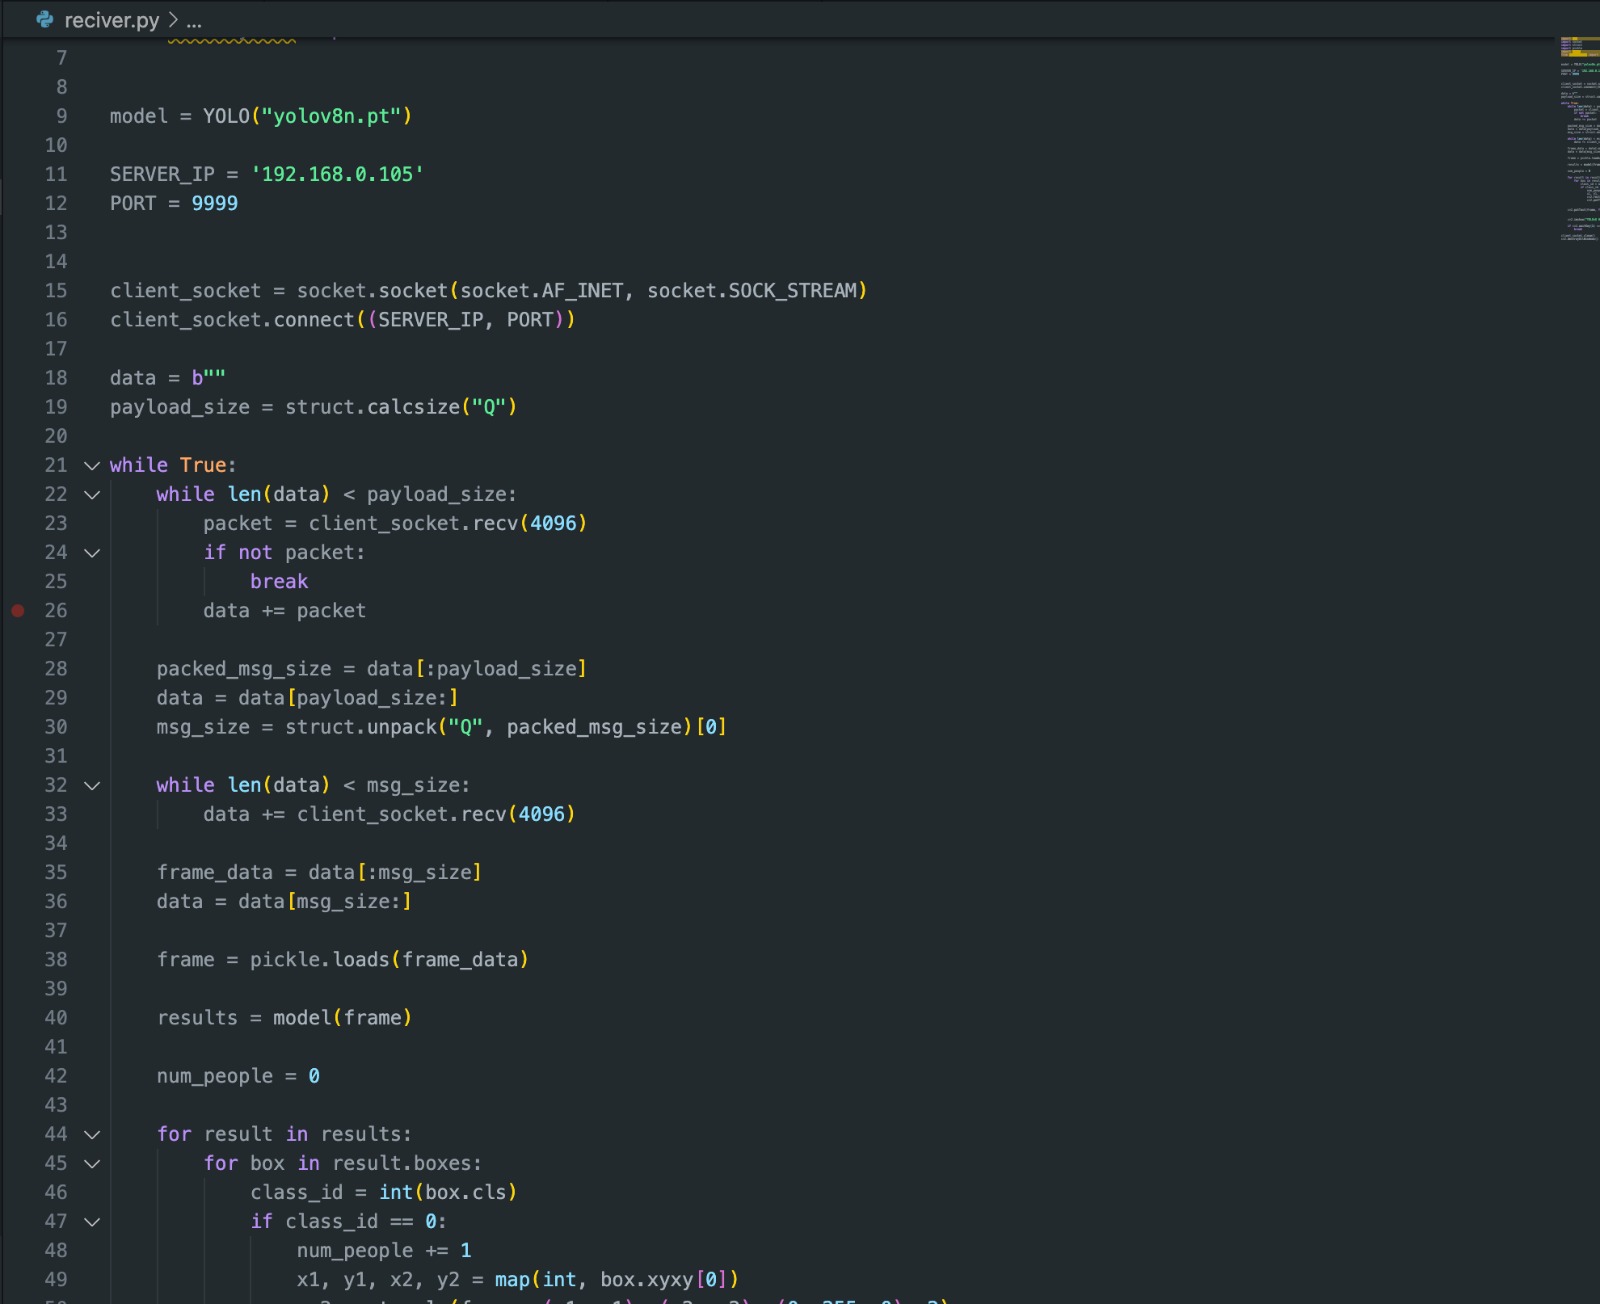 reciver.py > ...
7
8
9 model = YOLO("yolov8n.pt")
10
11 SERVER_IP = '192.168.0.105'
12 PORT = 9999
13
14
15 client_socket = socket.socket(socket.AF_INET, socket.SOCK_STREAM)
16 client_socket.connect((SERVER_IP, PORT))
17
18 data = b""
19 payload_size = struct.calcsize("Q")
20
21 while True:
22     while len(data) < payload_size:
23         packet = client_socket.recv(4096)
24         if not packet:
25             break
26         data += packet
27
28     packed_msg_size = data[:payload_size]
29     data = data[payload_size:]
30     msg_size = struct.unpack("Q", packed_msg_size)[0]
31
32     while len(data) < msg_size:
33         data += client_socket.recv(4096)
34
35     frame_data = data[:msg_size]
36     data = data[msg_size:]
37
38     frame = pickle.loads(frame_data)
39
40     results = model(frame)
41
42     num_people = 0
43
44     for result in results:
45         for box in result.boxes:
46             class_id = int(box.cls)
47             if class_id == 0:
48                 num_people += 1
49                 x1, y1, x2, y2 = map(int, box.xyxy[0])